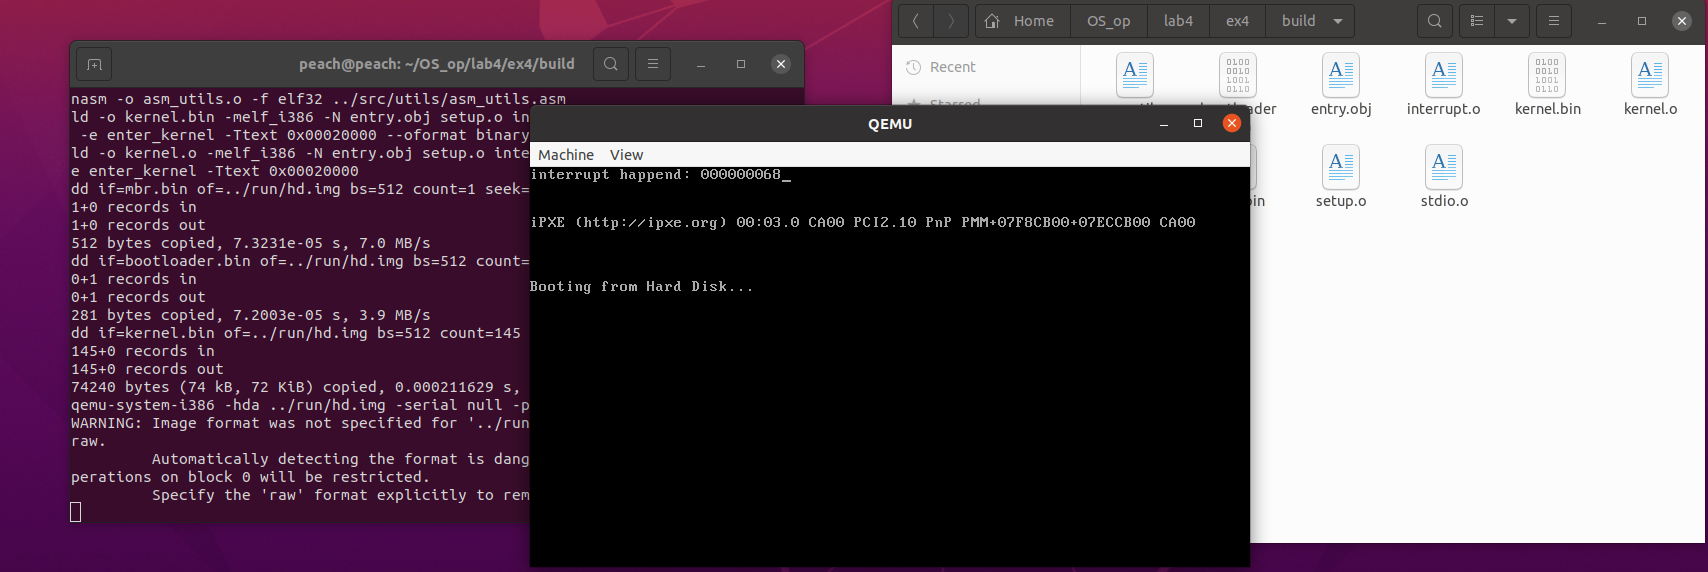 peach@peach: ~/OS_op/lab4/ex4/build
nasm -o asm_utils.o -f elf32 ../src/utils/asm_utils.asm
ld -o kernel.bin -melf_i386 -N entry.obj setup.o in
-e enter_kernel -Ttext 0x00020000 --oformat binary
ld -o kernel.o -melf_i386 -N entry.obj setup.o inte
e enter_kernel -Ttext 0x00020000
dd if=mbr.bin of=../run/hd.img bs=512 count=1 seek=
1+0 records in
1+0 records out
512 bytes copied, 7.3231e-05 s, 7.0 MB/s
dd if=bootloader.bin of=../run/hd.img bs=512 count=
0+1 records in
0+1 records out
281 bytes copied, 7.2003e-05 s, 3.9 MB/s
dd if=kernel.bin of=../run/hd.img bs=512 count=145
145+0 records in
145+0 records out
74240 bytes (74 kB, 72 KiB) copied, 0.000211629 s,
qemu-system-i386 -hda ../run/hd.img -serial null -p
WARNING: Image format was not specified for '../run
raw.
Automatically detecting the format is dang
perations on block 0 will be restricted.
Specify the 'raw' format explicitly to rem
QEMU
Machine View
interrupt happend: 000000068_
iPXE (http://ipxe.org) 00:03.0 CA00 PCI2.10 PnP PMM+07F8CB00+07ECCB00 CA00
Booting from Hard Disk...
Home OS_op lab4 ex4 build
Recent
entry.obj interrupt.o kernel.bin kernel.o
setup.o stdio.o